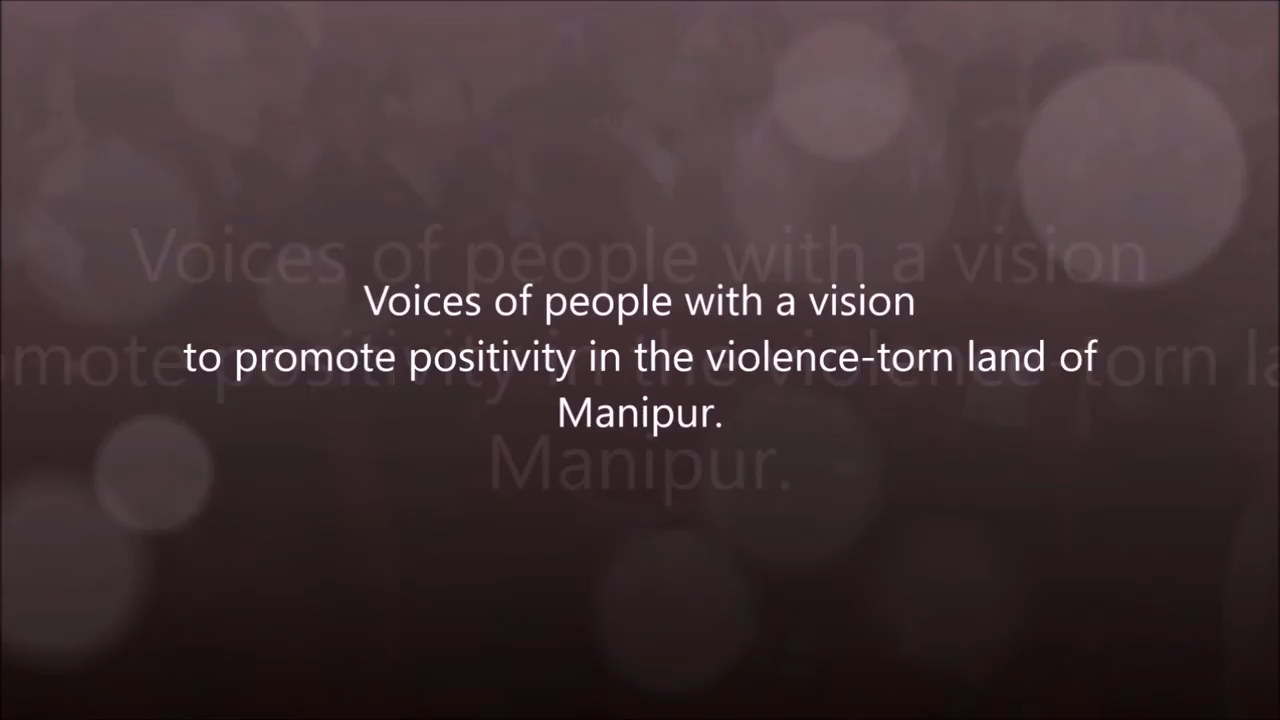 Voices of people with a vision
to promote positivity in the violence-torn land of
Manipur.